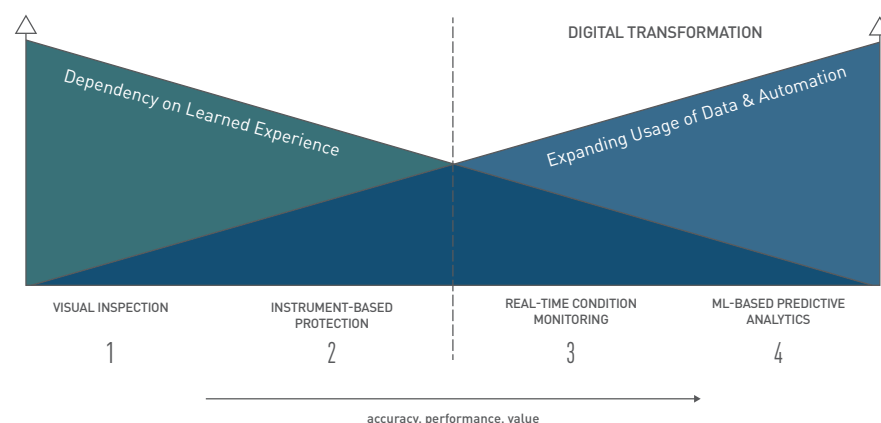 DIGITAL TRANSFORMATION
Dependency on Learned Experience
Expanding Usage of Data & Automation
VISUAL INSPECTION
INSTRUMENT-BASED
PROTECTION
REAL-TIME CONDITION
MONITORING
ML-BASED PREDICTIVE
ANALYTICS
1
2
3
4
accuracy, performance, value